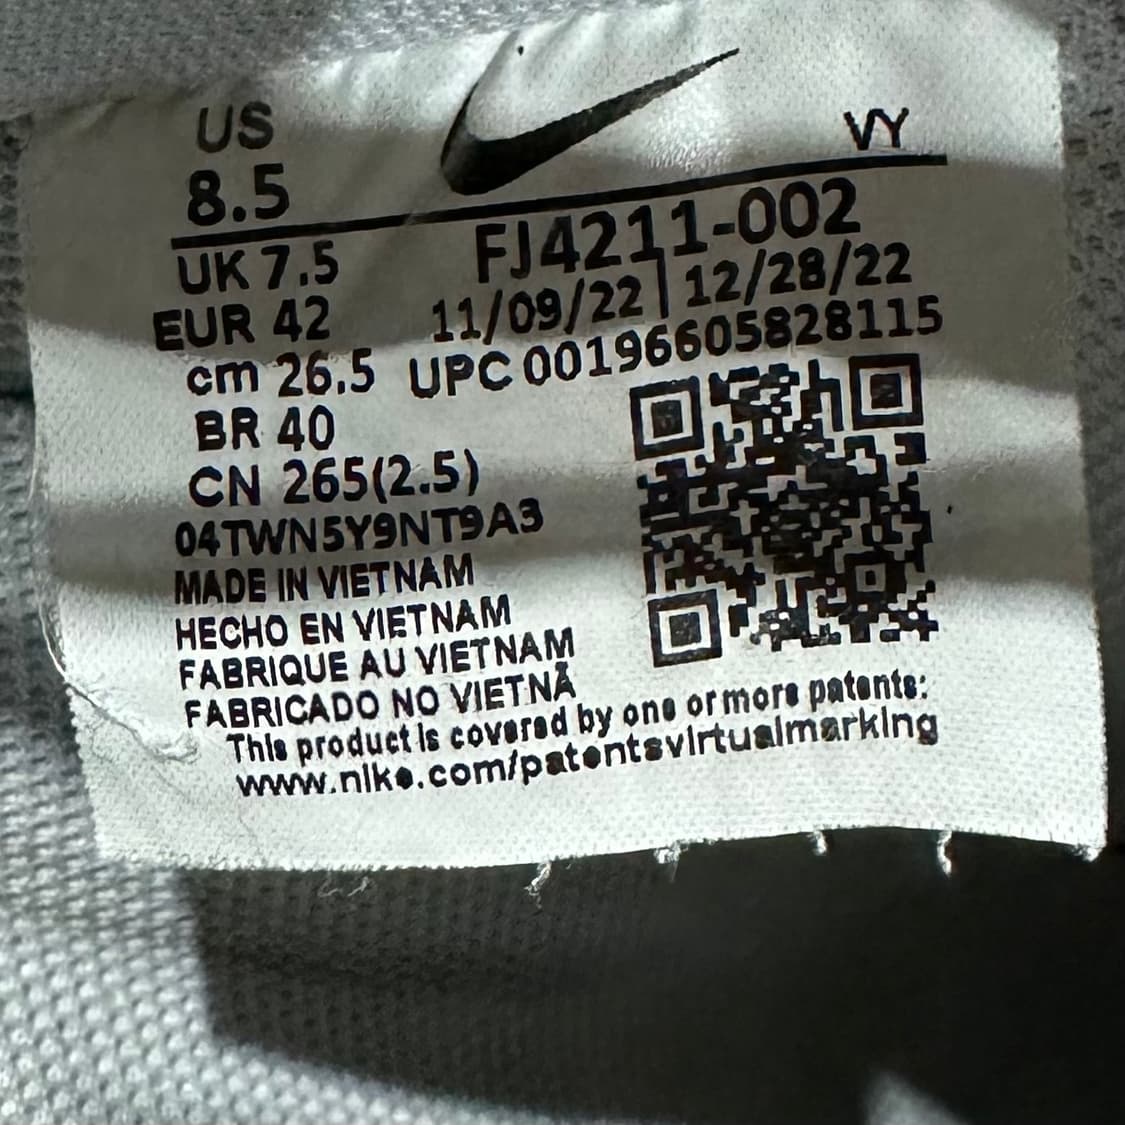 US
8.5
VY
UK 7.5
EUR 42
cm 26.5
BR 40
CN 265(2.5)
FJ4211-002
11/09/22 | 12/28/22
UPC 00196605828115
04TWN5Y9NT9A3
MADE IN VIETNAM
HECHO EN VIETNAM
FABRIQUE AU VIETNAM
FABRICADO NO VIETNÃ
This product is covered by one or more patents:
www.nike.com/patentsvirtualmarking